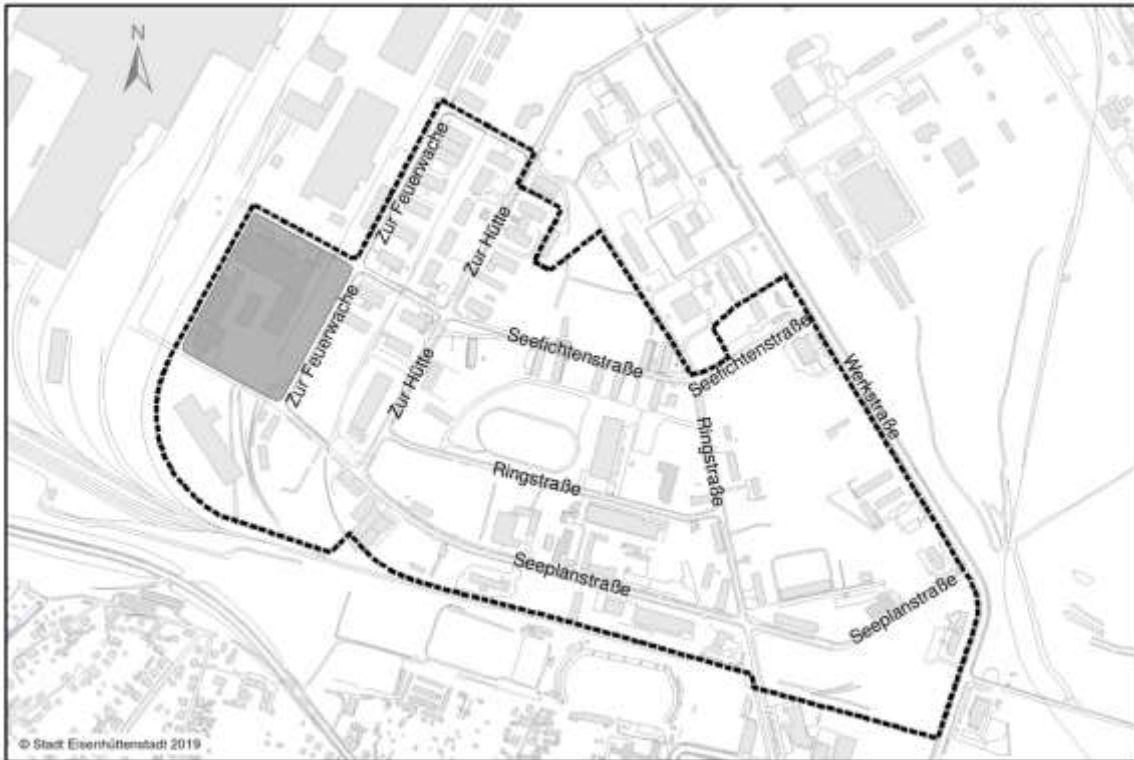 N
Zur Feuerwache
Zur Hütte
Zur Feuerwache
Seefichtenstraße
Seefichtenstraße
Zur Hütte
Werkstraße
Ringstraße
Ringstraße
Seeplanstraße
Seeplanstraße
© Stadt Eisenhüttenstadt 2019